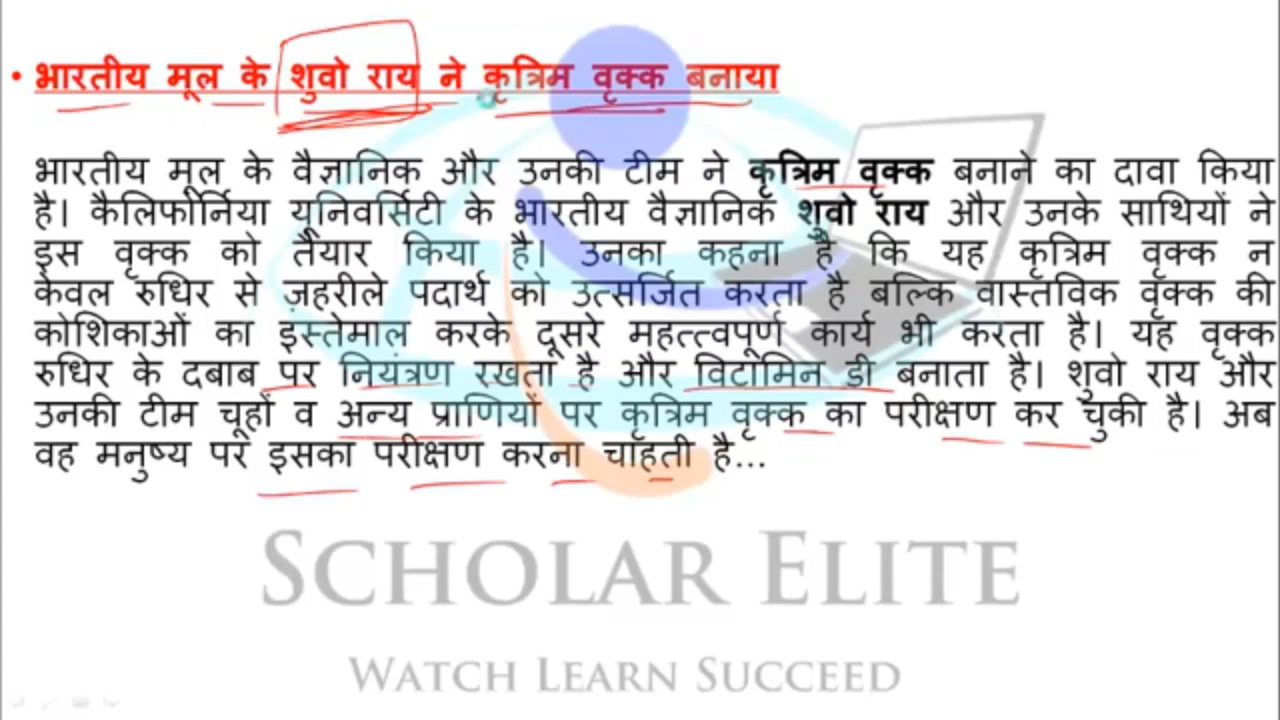 • भारतीय मूल के शुवो राय ने कृत्रिम वृक्क बनाया
भारतीय मूल के वैज्ञानिक और उनकी टीम ने कृत्रिम वृक्क बनाने का दावा किया
है। कैलिफोर्निया यूनिवर्सिटी के भारतीय वैज्ञानिक शुवो राय और उनके साथियों ने
इस वृक्क को तैयार किया है। उनका कहना है कि यह कृत्रिम वृक्क न
केवल रुधिर से ज़हरीले पदार्थ को उत्सर्जित करता है बल्कि वास्तविक वृक्क की
कोशिकाओं का इस्तेमाल करके दूसरे महत्त्वपूर्ण कार्य भी करता है। यह वृक्क
रुधिर के दबाब पर नियंत्रण रखता है और विटामिन डी बनाता है। शुवो राय और
उनकी टीम चूहों व अन्य प्राणियों पर कृत्रिम वृक्क का परीक्षण कर चुकी है। अब
वह मनुष्य पर इसका परीक्षण करना चाहती है...
SCHOLAR ELITE
WATCH LEARN SUCCEED